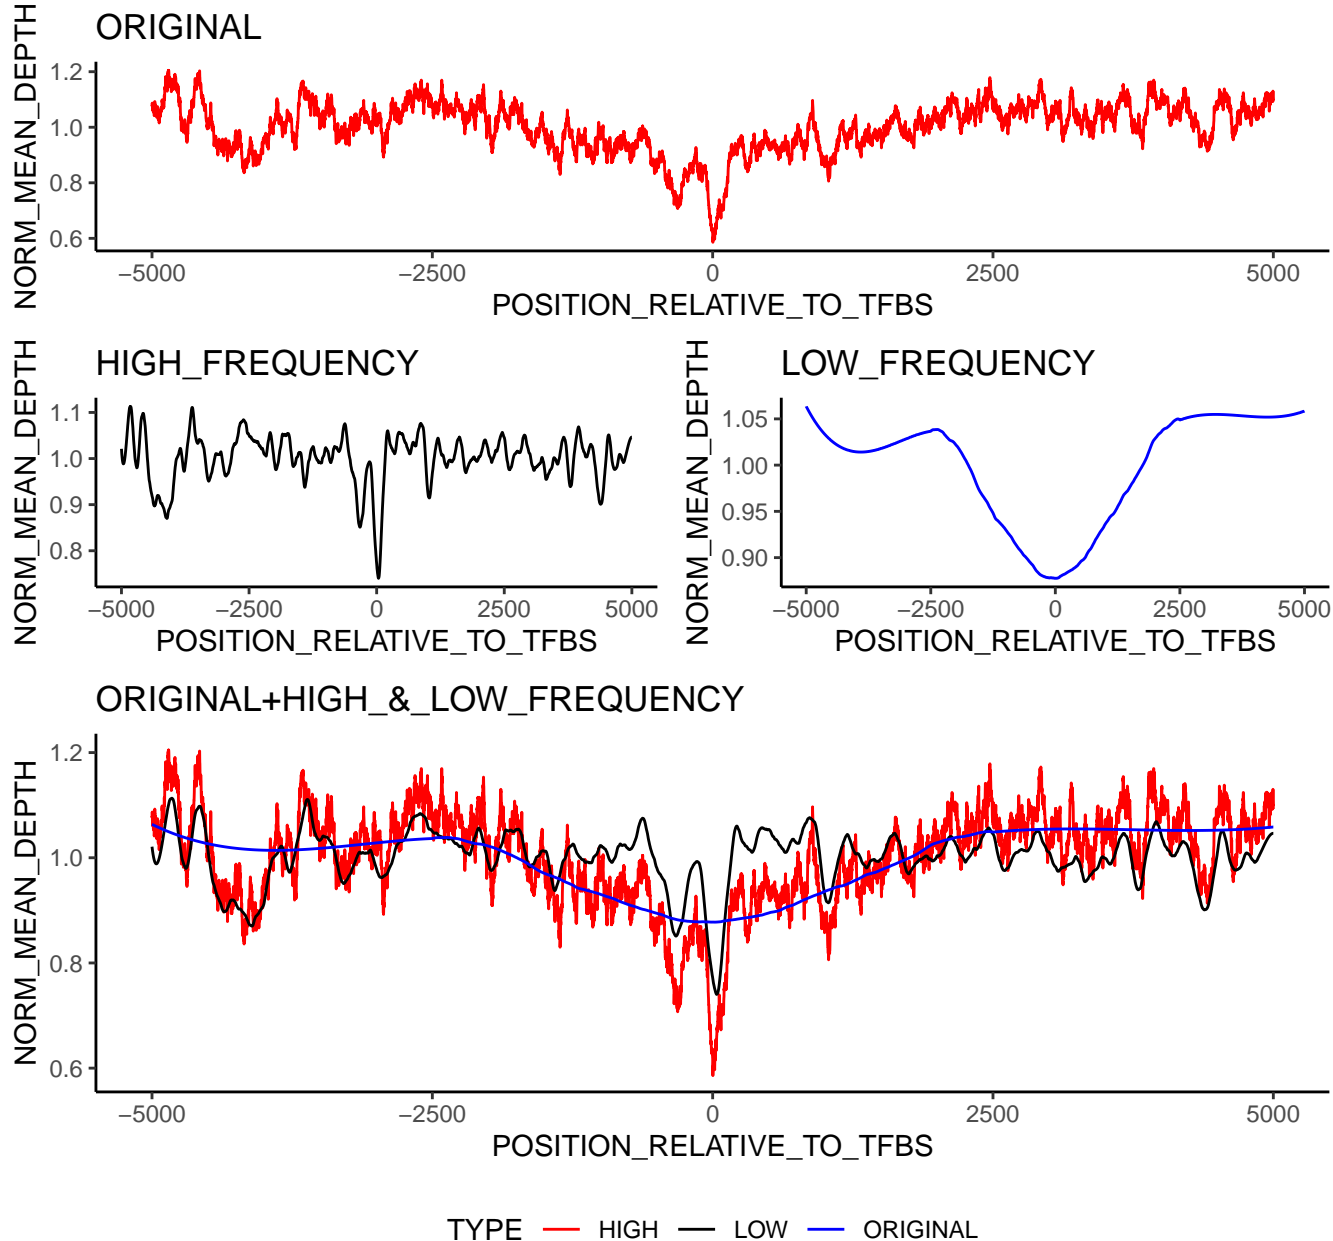 ORIGINAL
NORM_MEAN_DEPTH
1.2
1.0
0.8
0.6
−5000 −2500 0 2500 5000
POSITION_RELATIVE_TO_TFBS
HIGH_FREQUENCY
NORM_MEAN_DEPTH
1.1
1.0
0.9
0.8
−5000 −2500 0 2500 5000
POSITION_RELATIVE_TO_TFBS
LOW_FREQUENCY
NORM_MEAN_DEPTH
1.05
1.00
0.95
0.90
−5000 −2500 0 2500 5000
POSITION_RELATIVE_TO_TFBS
ORIGINAL+HIGH_&_LOW_FREQUENCY
NORM_MEAN_DEPTH
1.2
1.0
0.8
0.6
−5000 −2500 0 2500 5000
POSITION_RELATIVE_TO_TFBS
TYPE HIGH LOW ORIGINAL